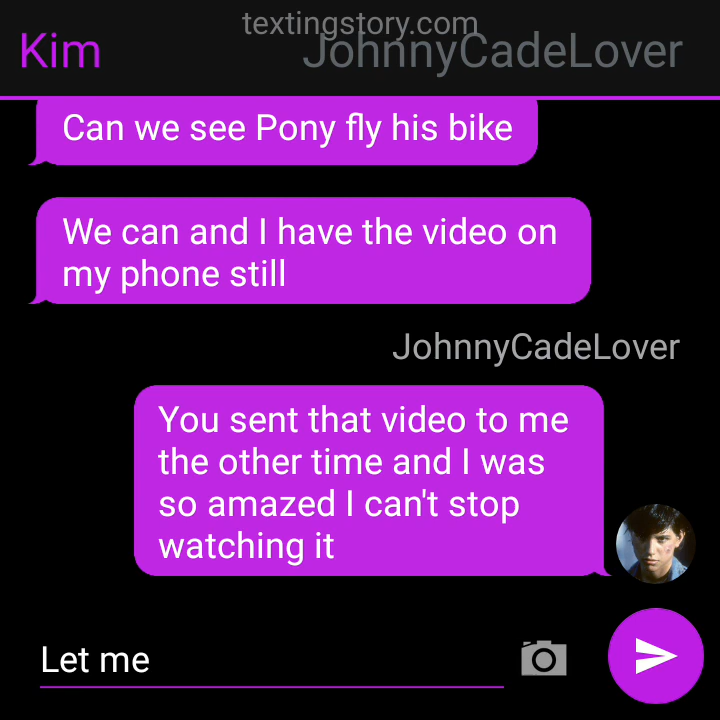 textingstory.com
Kim
JohnnyCadeLover
Can we see Pony fly his bike
We can and I have the video on
my phone still
JohnnyCadeLover
You sent that video to me
the other time and I was
so amazed I can't stop
watching it
Let me